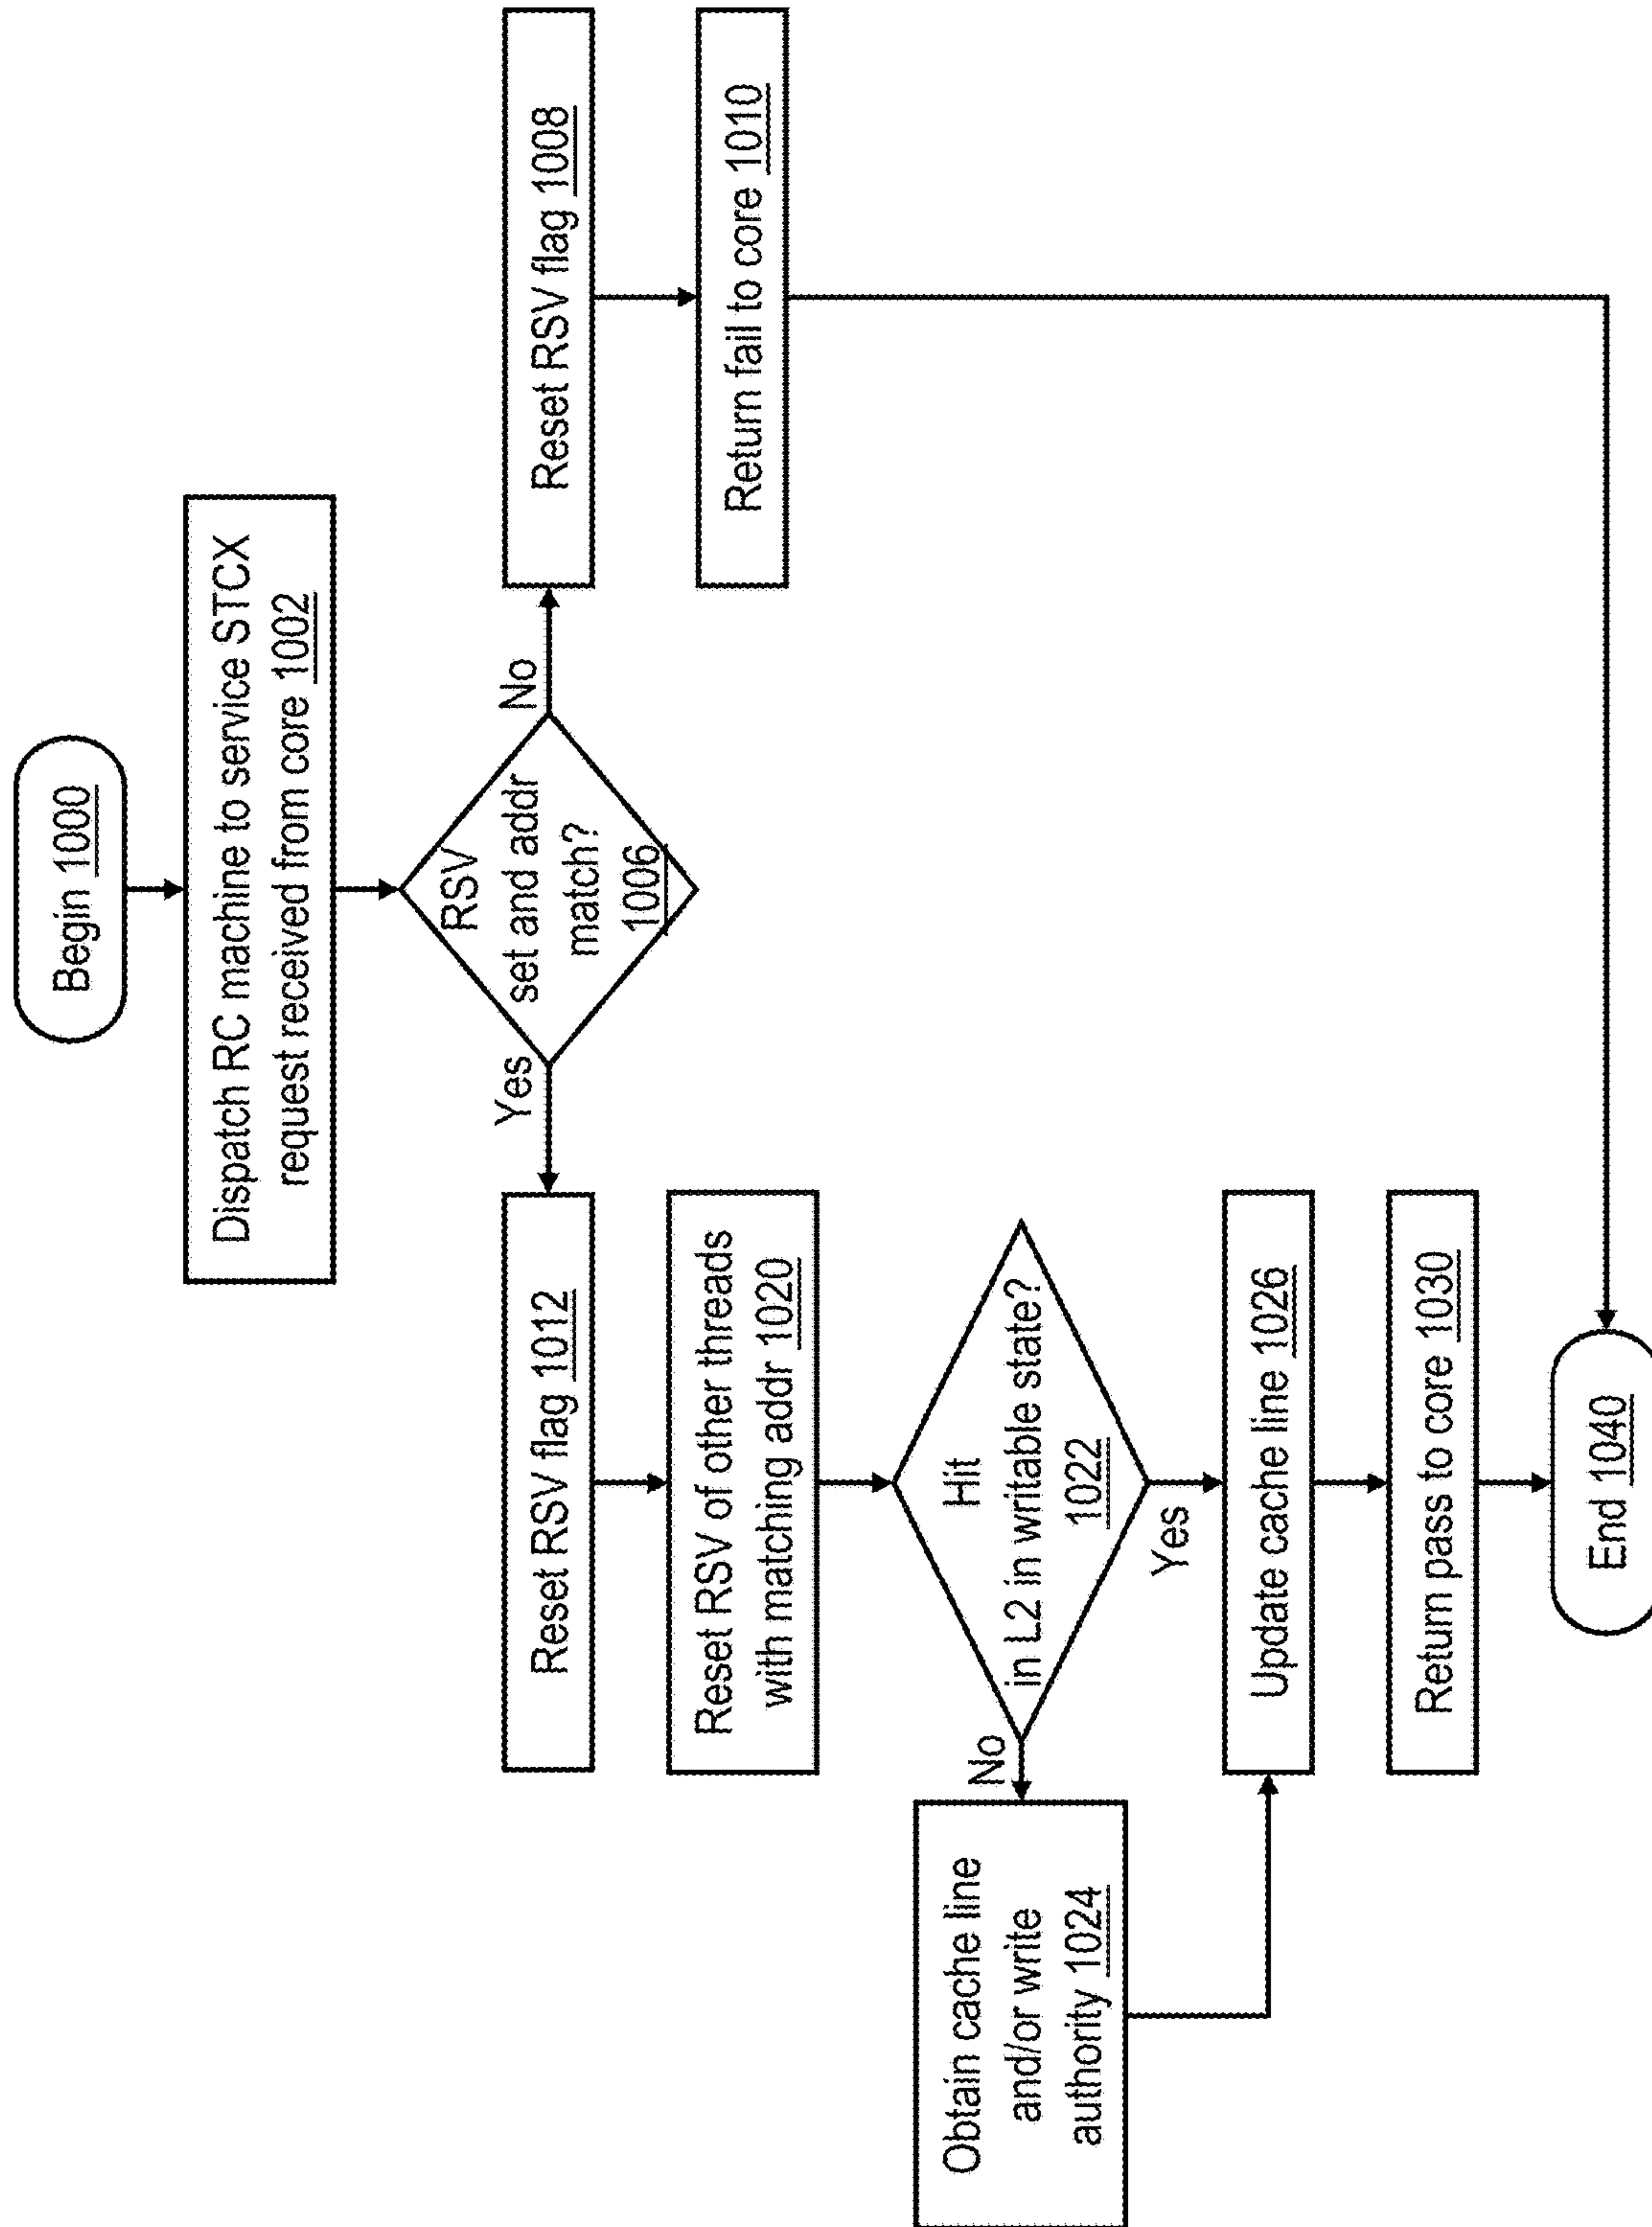 Begin 1000
Dispatch RC machine to service STCX
request received from core 1002
RSV
set and addr
match?
1006
No
Reset RSV flag 1008
Return fail to core 1010
Yes
Reset RSV flag 1012
Reset RSV of other threads
with matching addr 1020
Hit
in L2 in writable state?
1022
No
Obtain cache line
and/or write
authority 1024
Yes
Update cache line 1026
Return pass to core 1030
End 1040